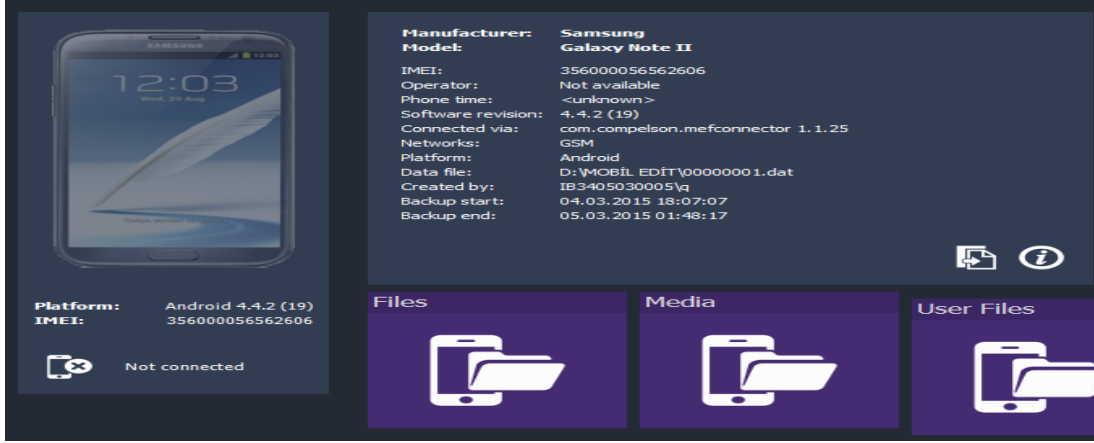 SAMSUNG
12:03
12:03
Wed, 29 Aug
Platform: Android 4.4.2 (19)
IMEI: 356000056562606
Not connected
Manufacturer: Samsung
Model: Galaxy Note II
IMEI: 356000056562606
Operator: Not available
Phone time: <unknown>
Software revision: 4.4.2 (19)
Connected via: com.compelson.mefconnector 1.1.25
Networks: GSM
Platform: Android
Data file: D:\MOBİL EDİT\00000001.dat
Created by: IB3405030005\q
Backup start: 04.03.2015 18:07:07
Backup end: 05.03.2015 01:48:17
Files
Media
User Files